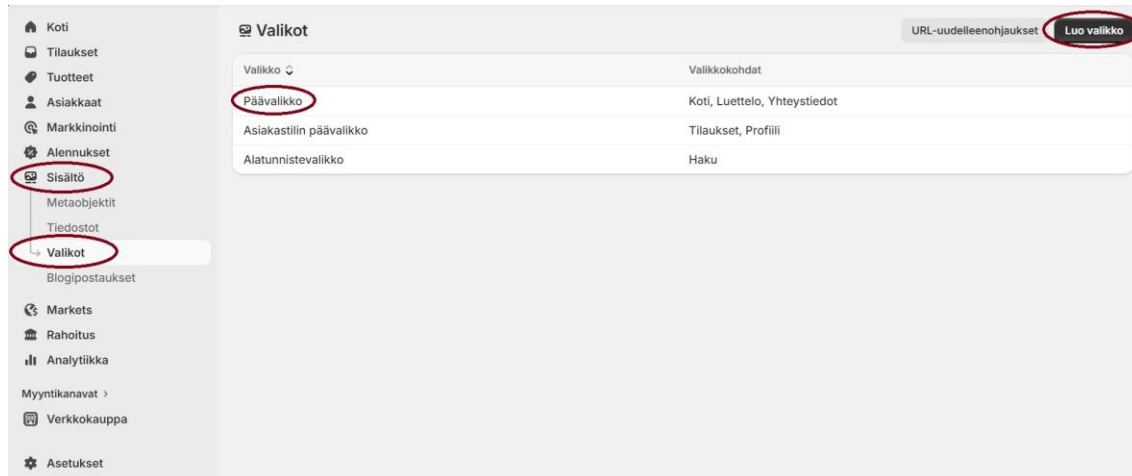 Koti
Tilaukset
Tuotteet
Asiakkaat
Markkinointi
Alennukset
Sisältö
Metaobjektit
Tiedostot
Valikot
Blogipostaukset
Markets
Rahoitus
Analytiikka
Myyntikanavat >
Verkkokauppa
Asetukset
Valikot
URL-uudelleenohjaukset Luo valikko
Valikko Valikkokohdat
Päävalikko Koti, Luettelo, Yhteystiedot
Asiakastilin päävalikko Tilaukset, Profiili
Alatunnistevalikko Haku